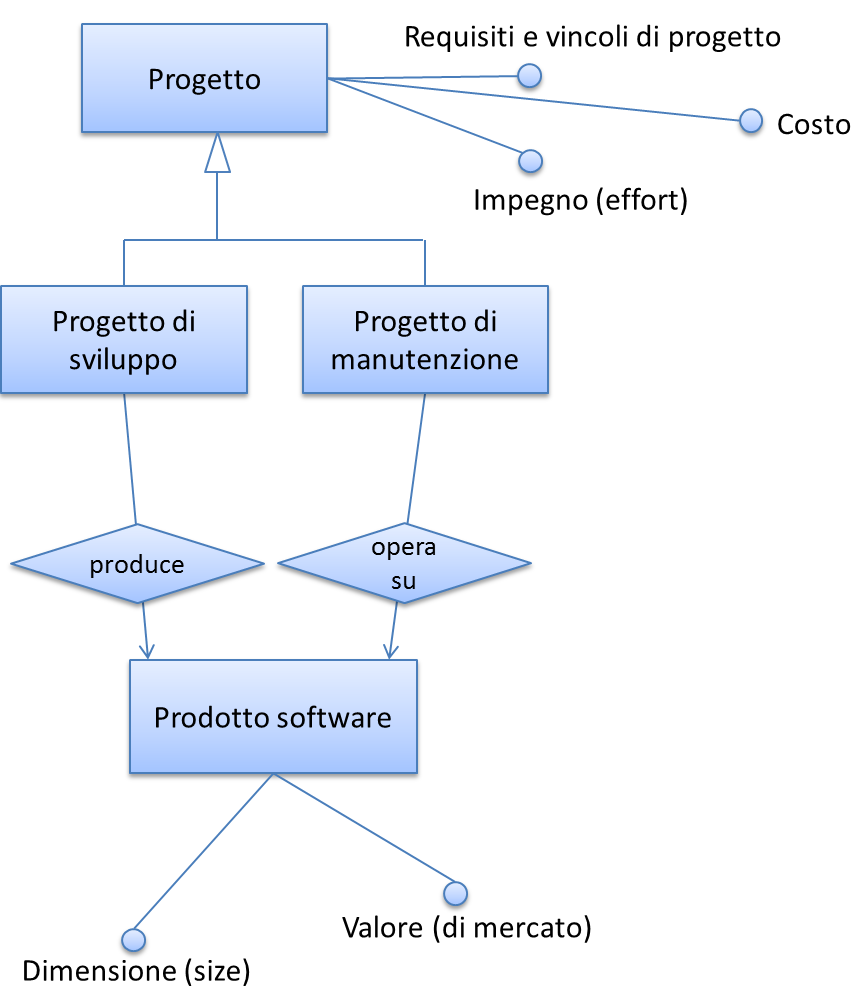 Requisiti e vincoli di progetto
Progetto
Costo
Impegno (effort)
Progetto di
sviluppo
Progetto di
manutenzione
produce
opera
su
Prodotto software
Valore (di mercato)
Dimensione (size)